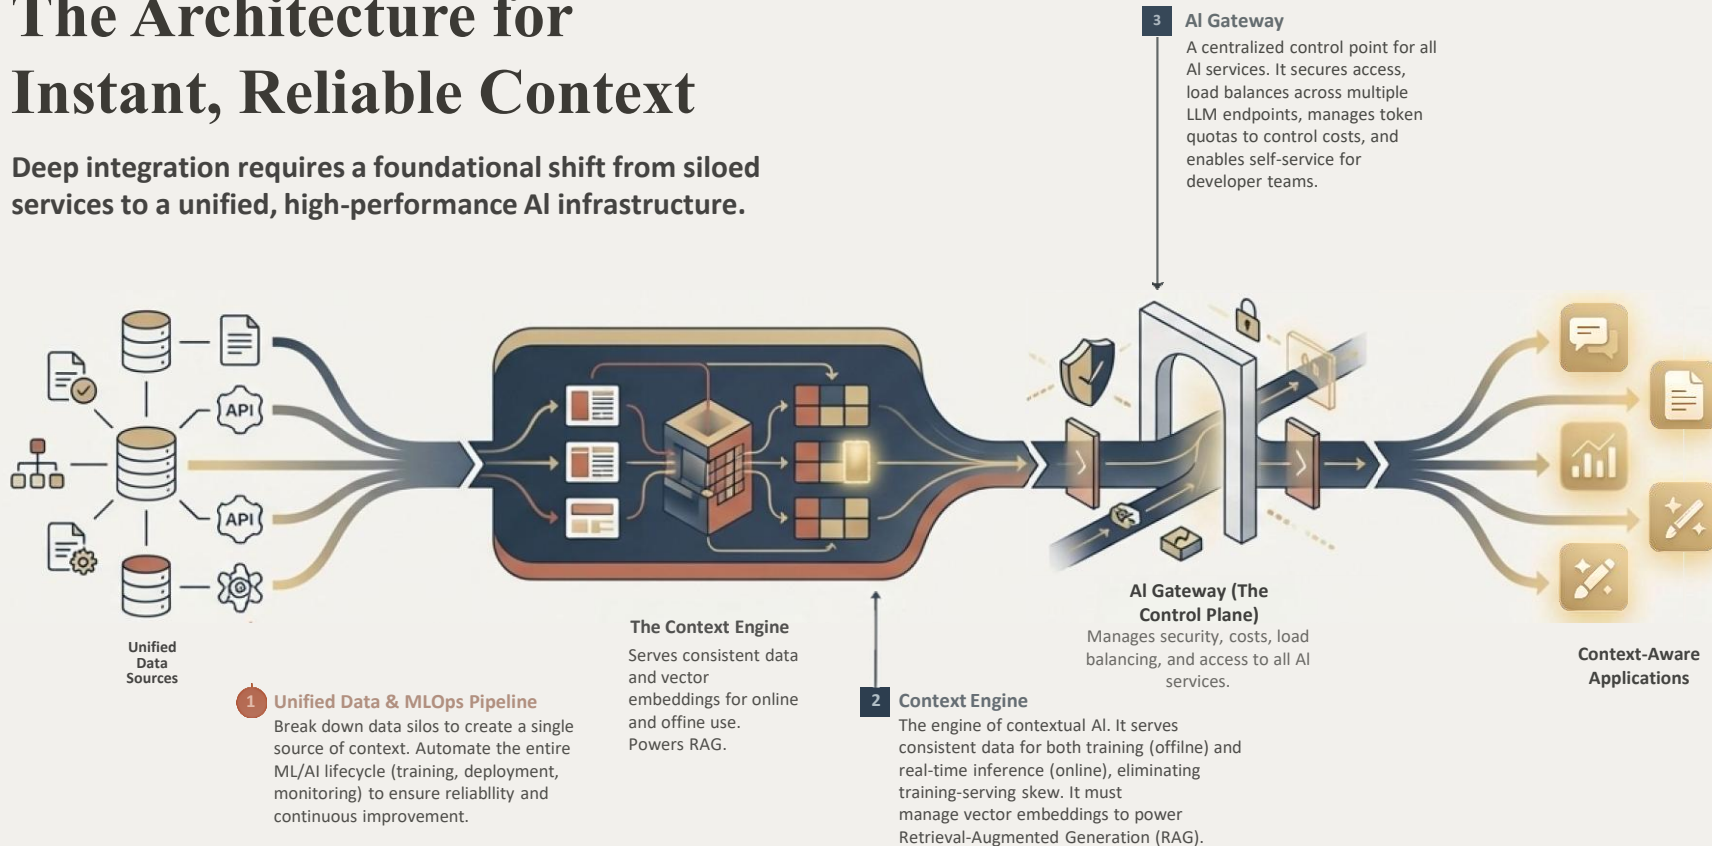 The Architecture for
Instant, Reliable Context
Deep integration requires a foundational shift from siloed
services to a unified, high-performance AI infrastructure.
3
AI Gateway
A centralized control point for all
AI services. It secures access,
load balances across multiple
LLM endpoints, manages token
quotas to control costs, and
enables self-service for
developer teams.
API
API
Unified
Data
Sources
1
Unified Data & MLOps Pipeline
Break down data silos to create a single
source of context. Automate the entire
ML/AI lifecycle (training, deployment,
monitoring) to ensure reliabllity and
continuous improvement.
The Context Engine
Serves consistent data
and vector
embeddings for online
and offine use.
Powers RAG.
2
Context Engine
The engine of contextual AI. It serves
consistent data for both training (offilne) and
real-time inference (online), eliminating
training-serving skew. It must
manage vector embeddings to power
Retrieval-Augmented Generation (RAG).
AI Gateway (The
Control Plane)
Manages security, costs, load
balancing, and access to all AI
services.
Context-Aware
Applications